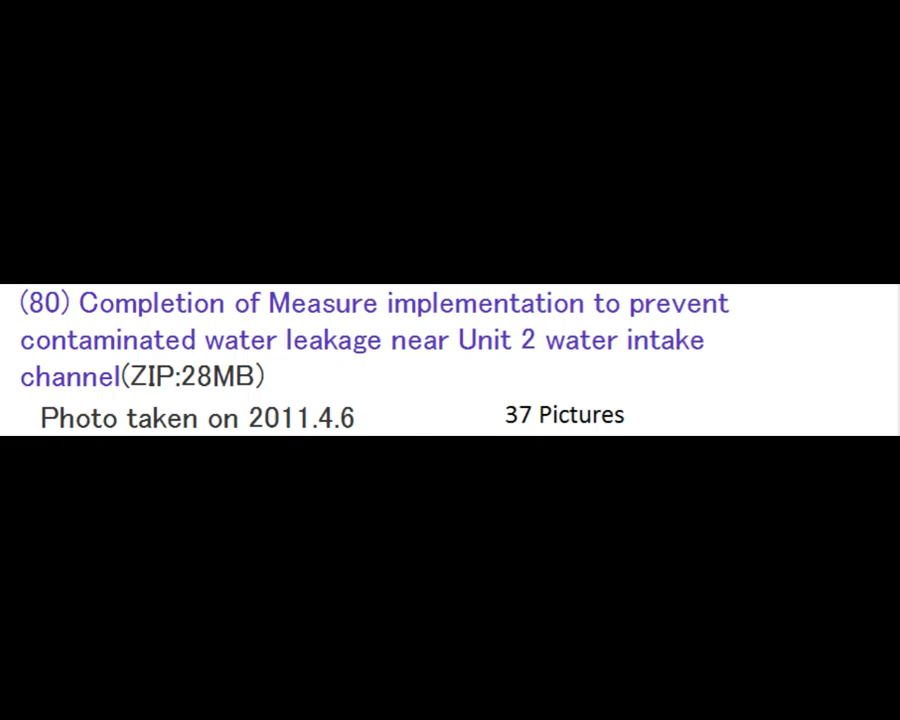 (80) Completion of Measure implementation to prevent
contaminated water leakage near Unit 2 water intake
channel(ZIP:28MB)
Photo taken on 2011.4.6 37 Pictures